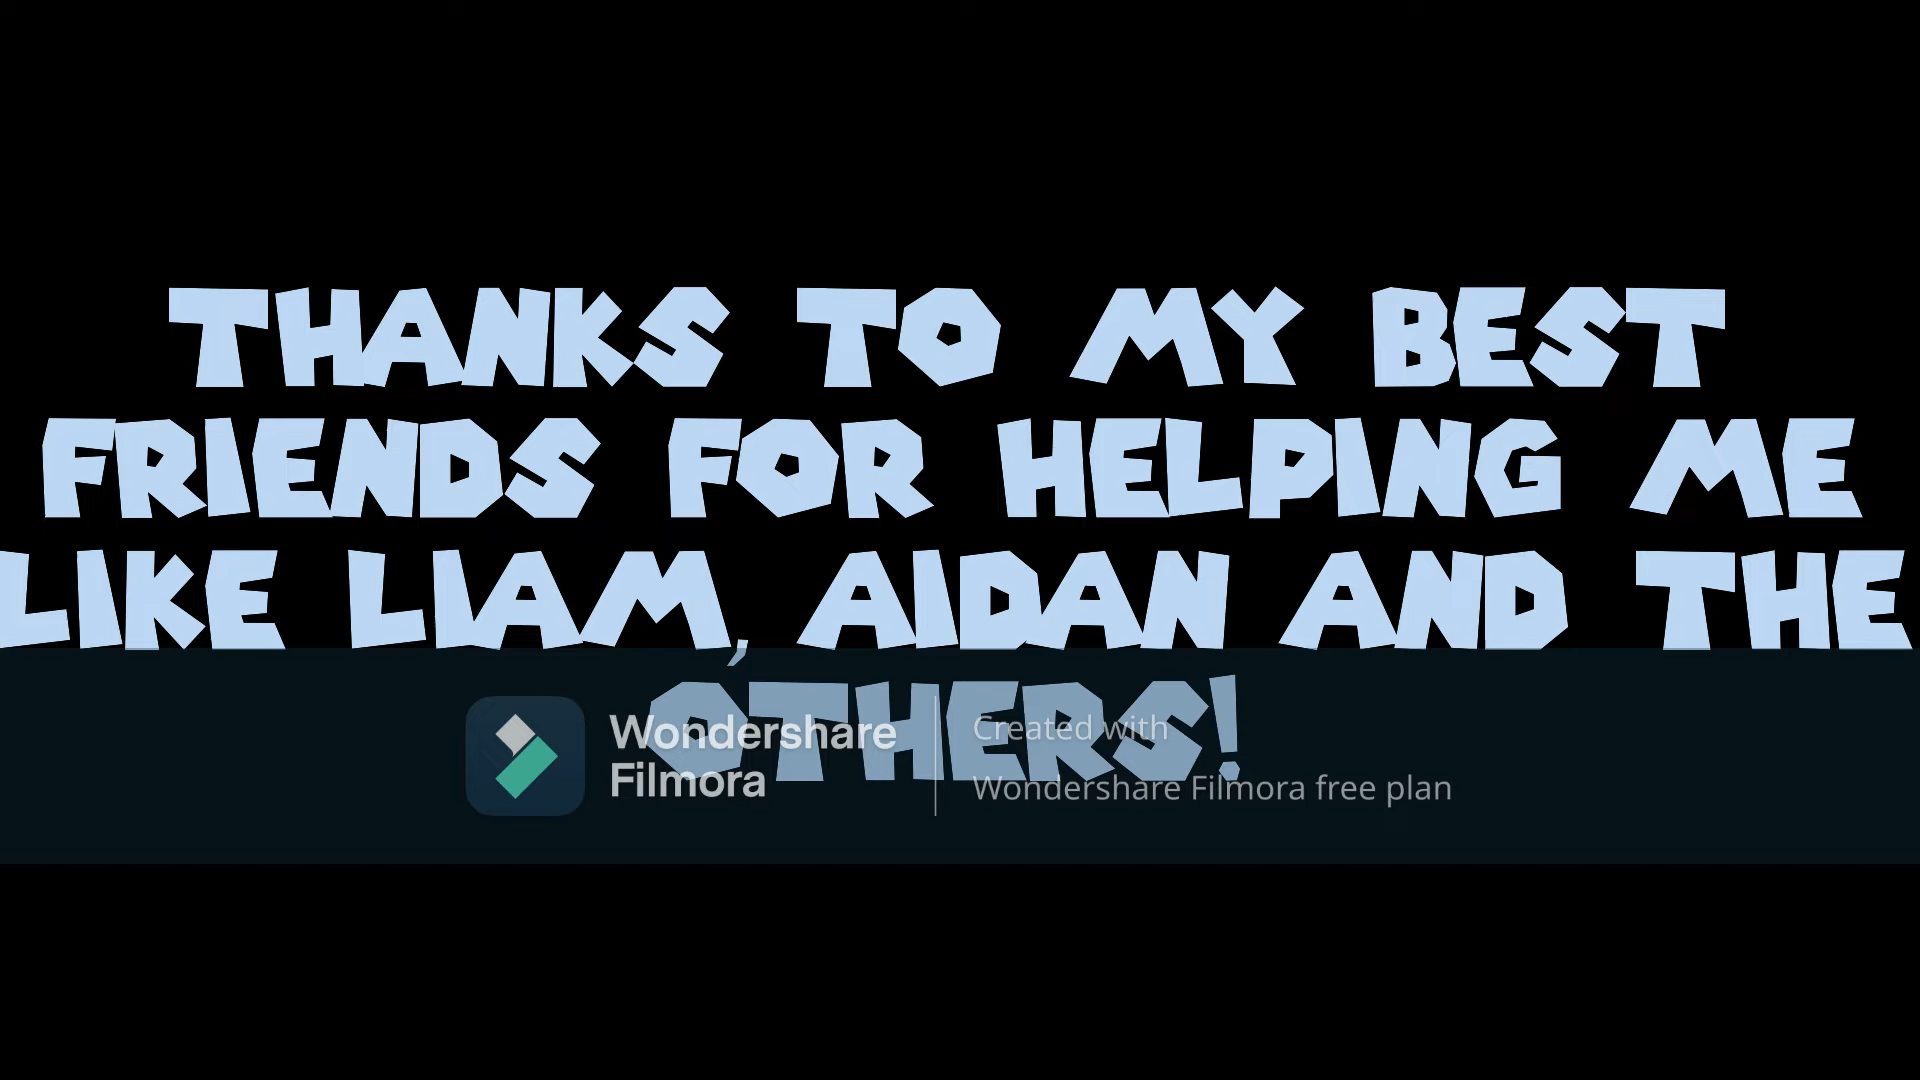 THANKS TO MY BEST
FRIENDS FOR HELPING ME
LIKE LIAM, AIDAN AND THE
OTHERS!
Wondershare
Filmora
Created with
Wondershare Filmora free plan